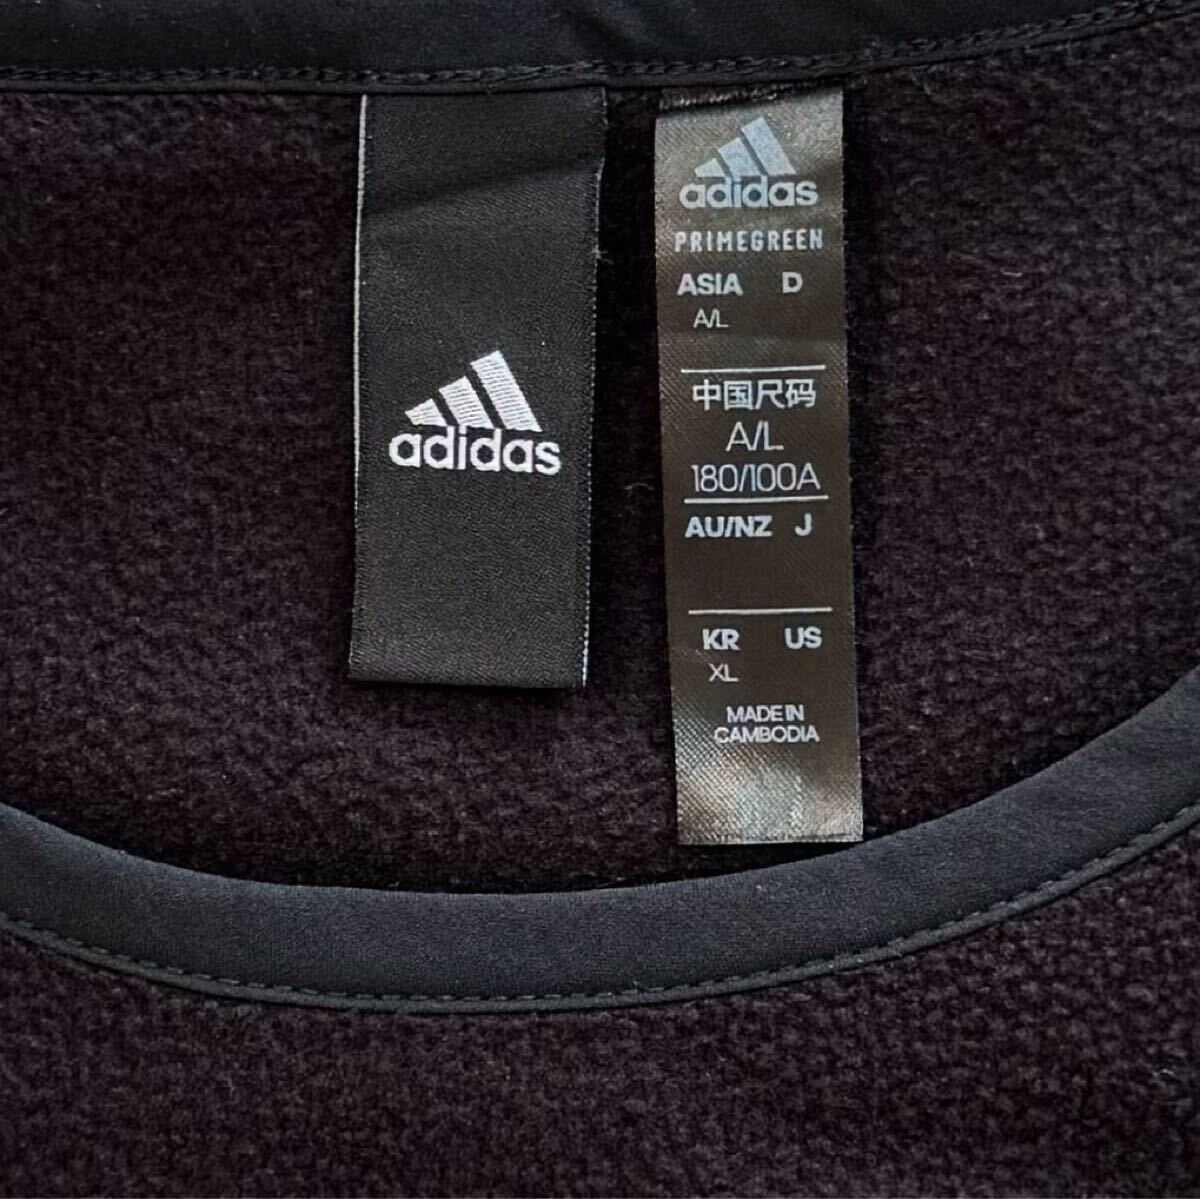 adidas
adidas
PRIMEGREEN
ASIA D
A/L
中国尺码
A/L
180/100A
AU/NZ J
KR US
XL
MADE IN
CAMBODIA